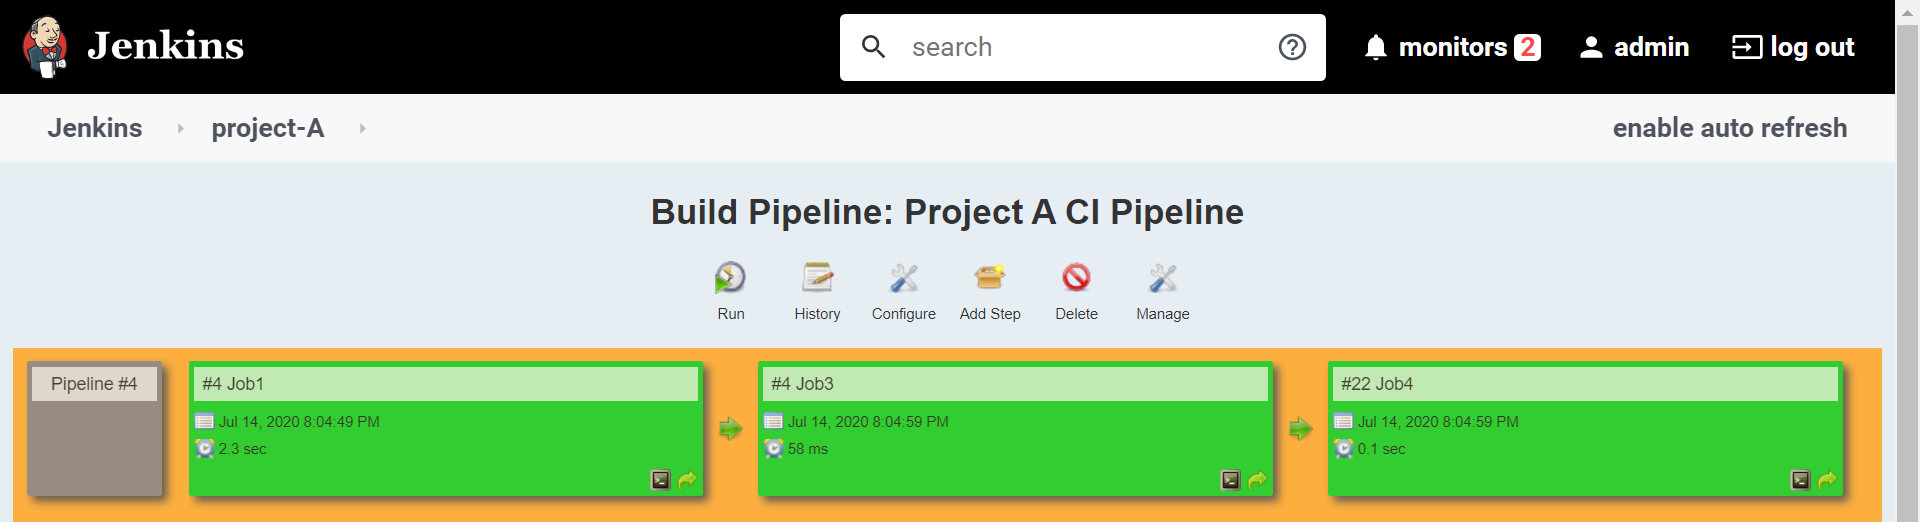 Jenkins
search
monitors 2
admin
log out
Jenkins
project-A
enable auto refresh
Build Pipeline: Project A CI Pipeline
Run
History
Configure
Add Step
Delete
Manage
Pipeline #4
#4 Job1
Jul 14, 2020 8:04:49 PM
2.3 sec
#4 Job3
Jul 14, 2020 8:04:59 PM
58 ms
#22 Job4
Jul 14, 2020 8:04:59 PM
0.1 sec